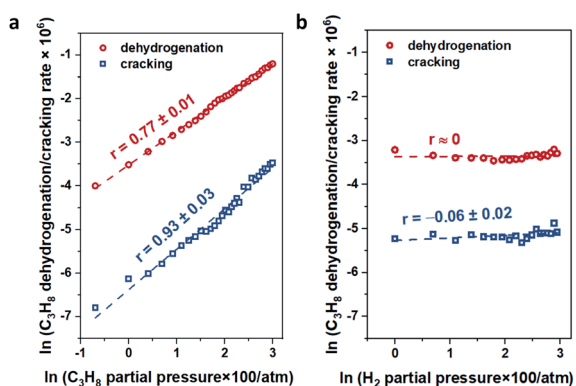 a
ln (C₃H₈ dehydrogenation/cracking rate × 10⁶)
dehydrogenation
cracking
r = 0.77 ± 0.01
r = 0.93 ± 0.03
-1
-2
-3
-4
-5
-6
-7
-1 0 1 2 3
ln (C₃H₈ partial pressure×100/atm)
b
ln (C₃H₈ dehydrogenation/cracking rate × 10⁶)
dehydrogenation
cracking
r ≈ 0
r = −0.06 ± 0.02
-1
-2
-3
-4
-5
-6
-7
0 1 2 3
ln (H₂ partial pressure×100/atm)